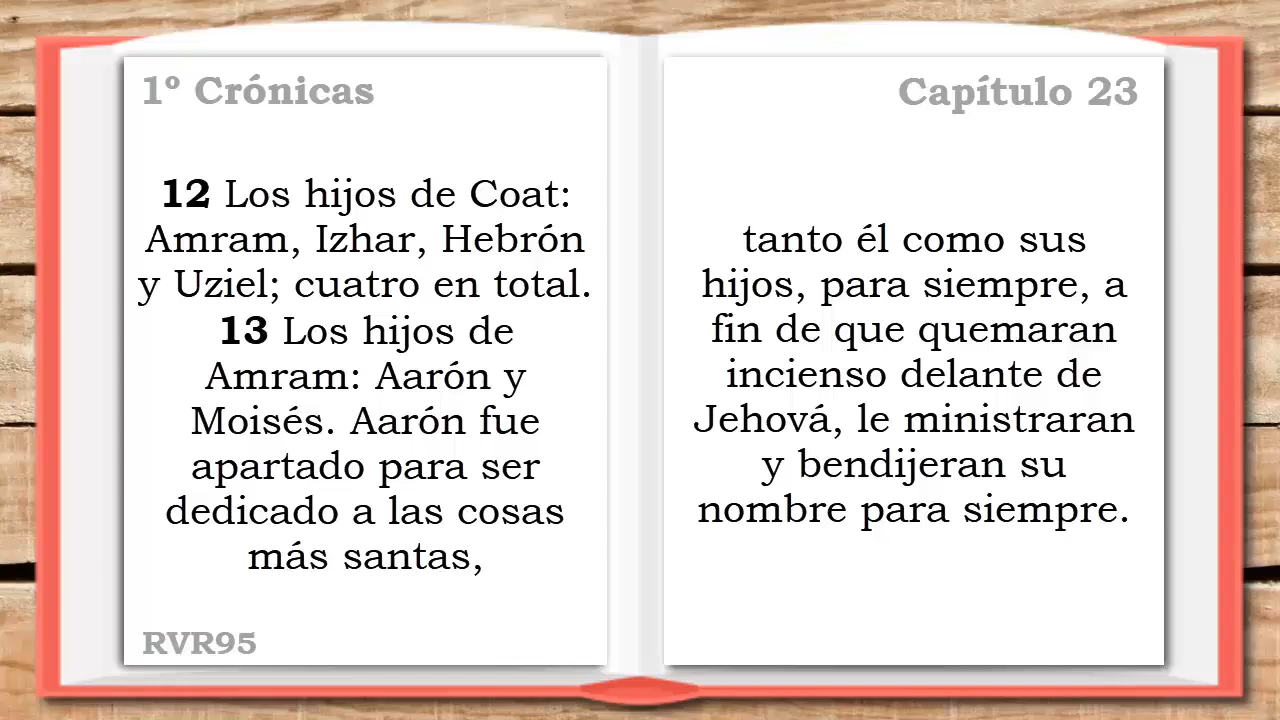 1º Crónicas
12 Los hijos de Coat:
Amram, Izhar, Hebrón
y Uziel; cuatro en total.
13 Los hijos de
Amram: Aarón y
Moisés. Aarón fue
apartado para ser
dedicado a las cosas
más santas,
RVR95
Capítulo 23
tanto él como sus
hijos, para siempre, a
fin de que quemaran
incienso delante de
Jehová, le ministraran
y bendijeran su
nombre para siempre.